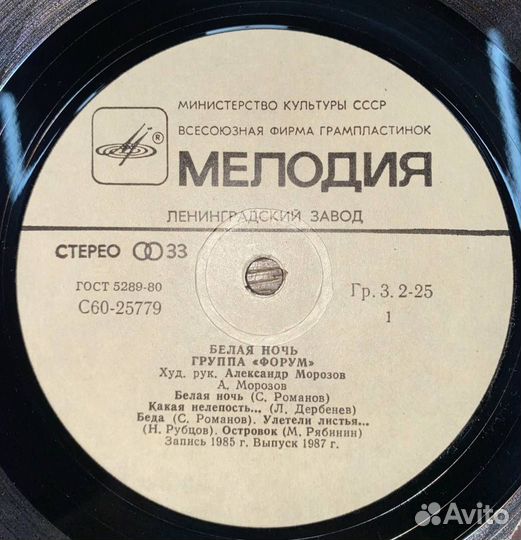 МИНИСТЕРСТВО КУЛЬТУРЫ СССР
ВСЕСОЮЗНАЯ ФИРМА ГРАМПЛАСТИНОК
®
МЕЛОДИЯ
ЛЕНИНГРАДСКИЙ ЗАВОД
СТЕРЕО 33
ГОСТ 5289-80
С60-25779
Гр. 3. 2-25
1
БЕЛАЯ НОЧЬ
ГРУППА «ФОРУМ»
Худ. рук. Александр Морозов
А. Морозов
Белая ночь (С. Романов)
Какая нелепость... (Л. Дербенев)
Беда (С. Романов). Улетели листья...
(Н. Рубцов). Островок (М. Рябинин)
Запись 1985 г. Выпуск 1987 г.
Avito